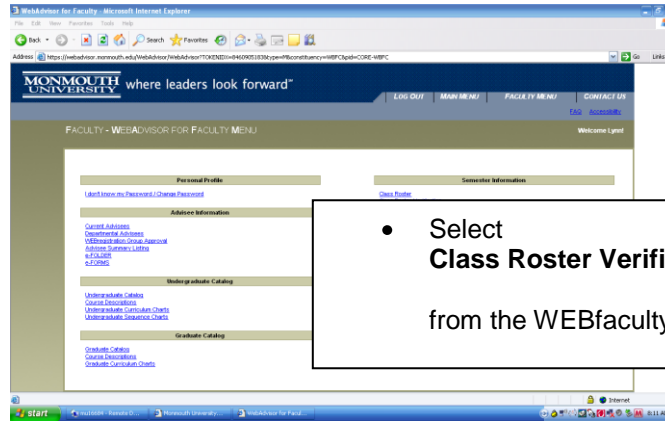 WebAdvisor for Faculty - Microsoft Internet Explorer
File Edit View Favorites Tools Help
Back Search Favorites
Address Go Links
MONMOUTH UNIVERSITY where leaders look forward™
LOG OUT MAIN MENU FACULTY MENU CONTACT US
FAQ Accessibility
FACULTY - WEBADVISOR FOR FACULTY MENU Welcome Lynn!
Personal Profile
I don't know my Password / Change Password
Advisee Information
Current Advisees
Departmental Advisees
WEBregistration Group Approval
Advisee Summary Listing
e-FOLDER
e-FORMS
Undergraduate Catalog
Undergraduate Catalog
Course Descriptions
Undergraduate Curriculum Charts
Undergraduate Sequence Charts
Graduate Catalog
Graduate Catalog
Course Descriptions
Graduate Curriculum Charts
Semester Information
Class Roster
• Select
Class Roster Verifi
from the WEBfaculty
Internet
start Monmouth University... WebAdvisor for Facul... 8:11 AM